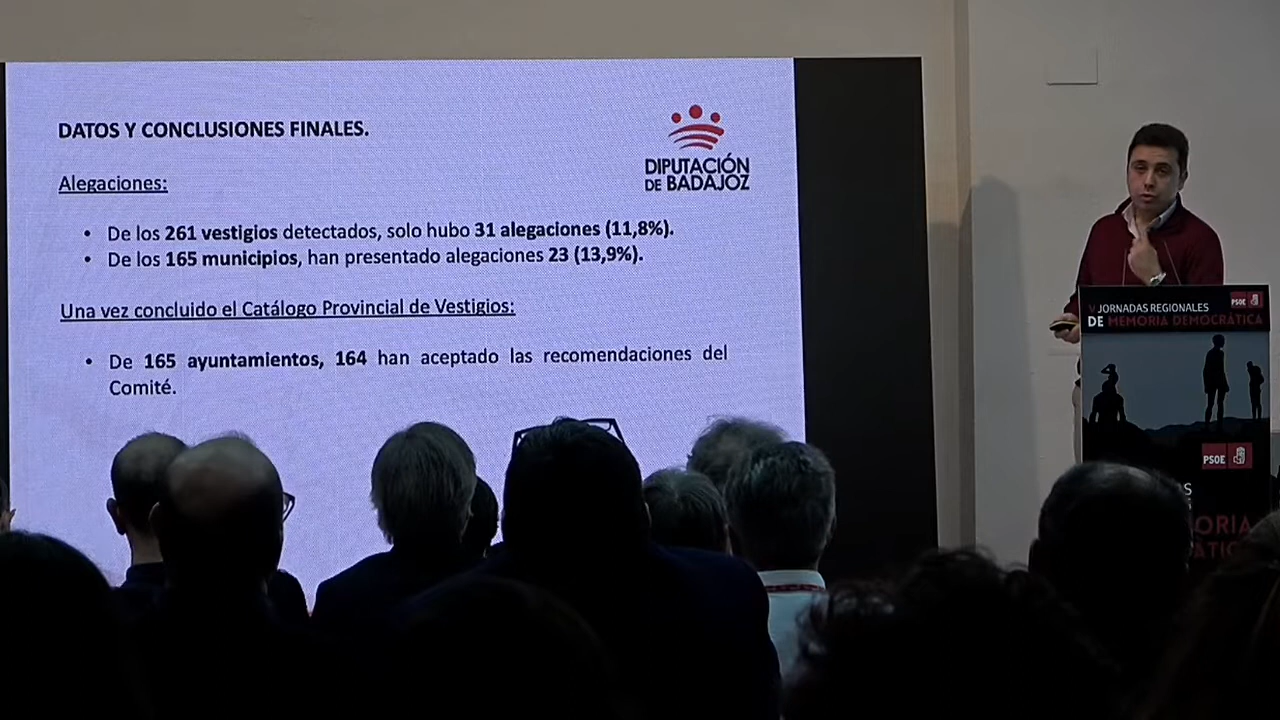 DATOS Y CONCLUSIONES FINALES.
DIPUTACIÓN
DE BADAJOZ
Alegaciones:
• De los 261 vestigios detectados, solo hubo 31 alegaciones (11,8%).
• De los 165 municipios, han presentado alegaciones 23 (13,9%).
Una vez concluido el Catálogo Provincial de Vestigios:
• De 165 ayuntamientos, 164 han aceptado las recomendaciones del
Comité.
V JORNADAS REGIONALES
DE MEMORIA DEMOCRÁTICA
PSOE
PSOE